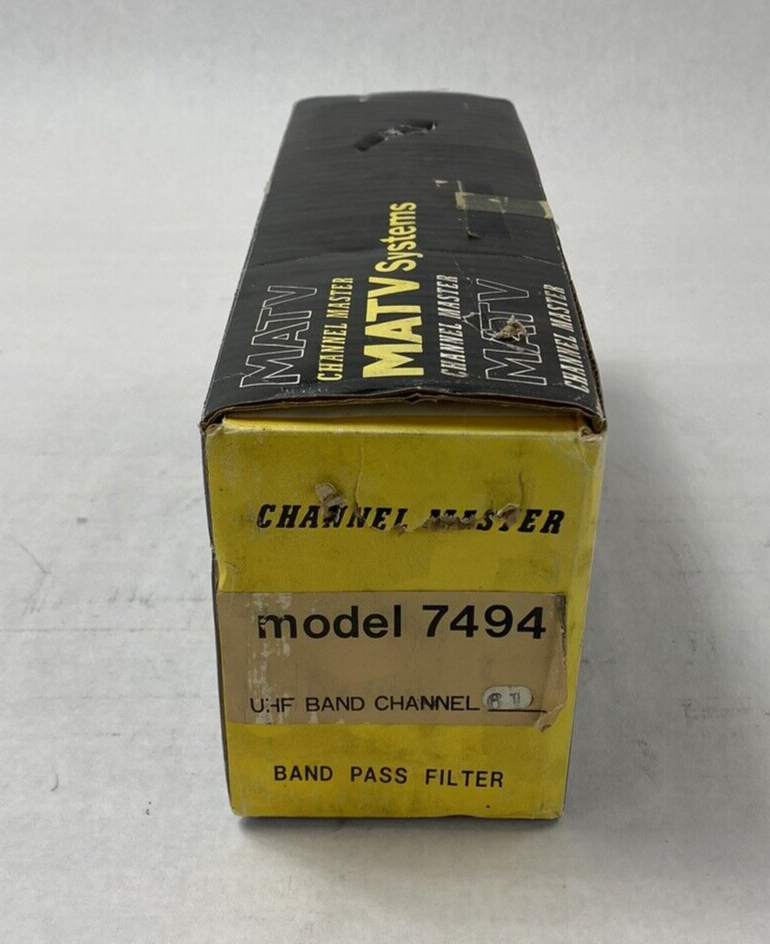 MATV
CHANNEL MASTER
MATV Systems
CHANNEL MASTER
MATV
CHANNEL MASTER
CHANNEL MASTER
model 7494
UHF BAND CHANNEL 61
BAND PASS FILTER